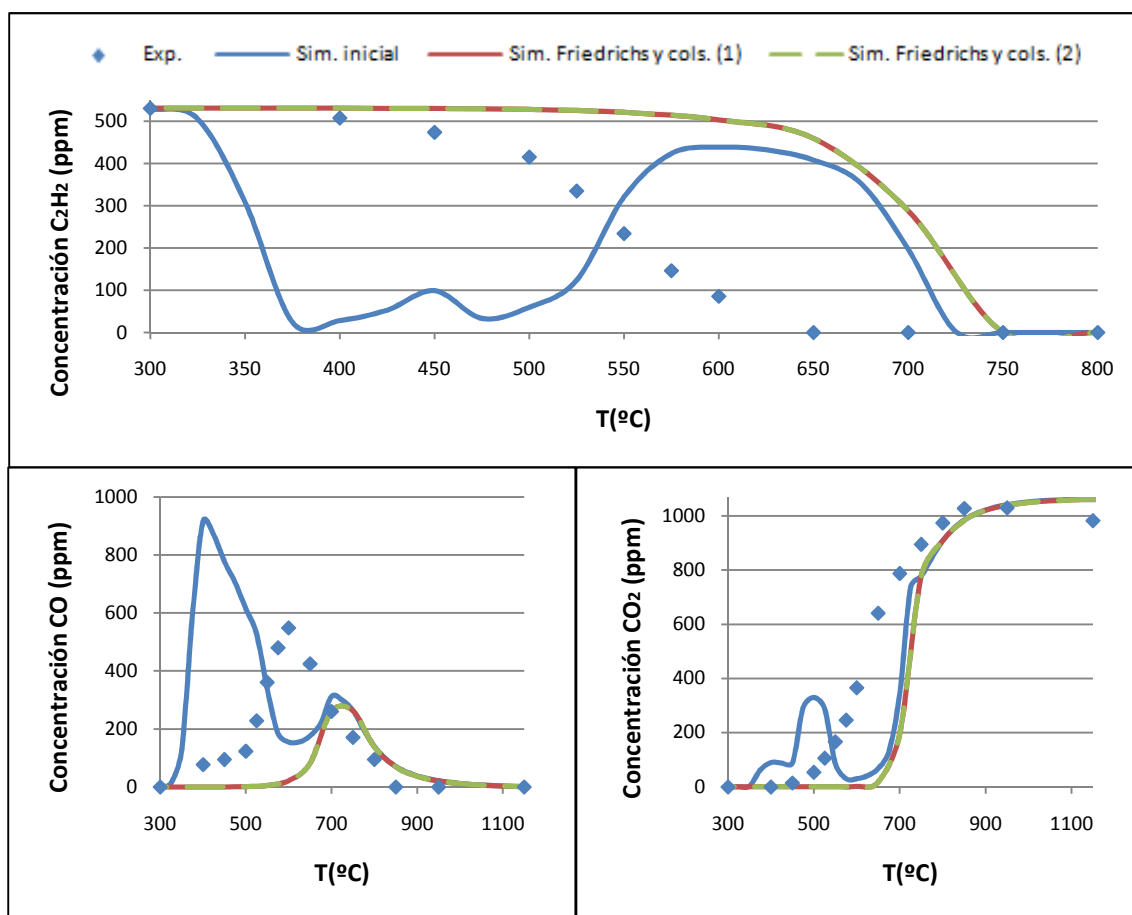 Exp. Sim. inicial Sim. Friedrichs y cols. (1) Sim. Friedrichs y cols. (2)
Concentración C2H2 (ppm)
500
400
300
200
100
0
300 350 400 450 500 550 600 650 700 750 800
T(ºC)
Concentración CO (ppm)
1000
800
600
400
200
0
300 500 700 900 1100
T(ºC)
Concentración CO2 (ppm)
1000
800
600
400
200
0
300 500 700 900 1100
T(ºC)